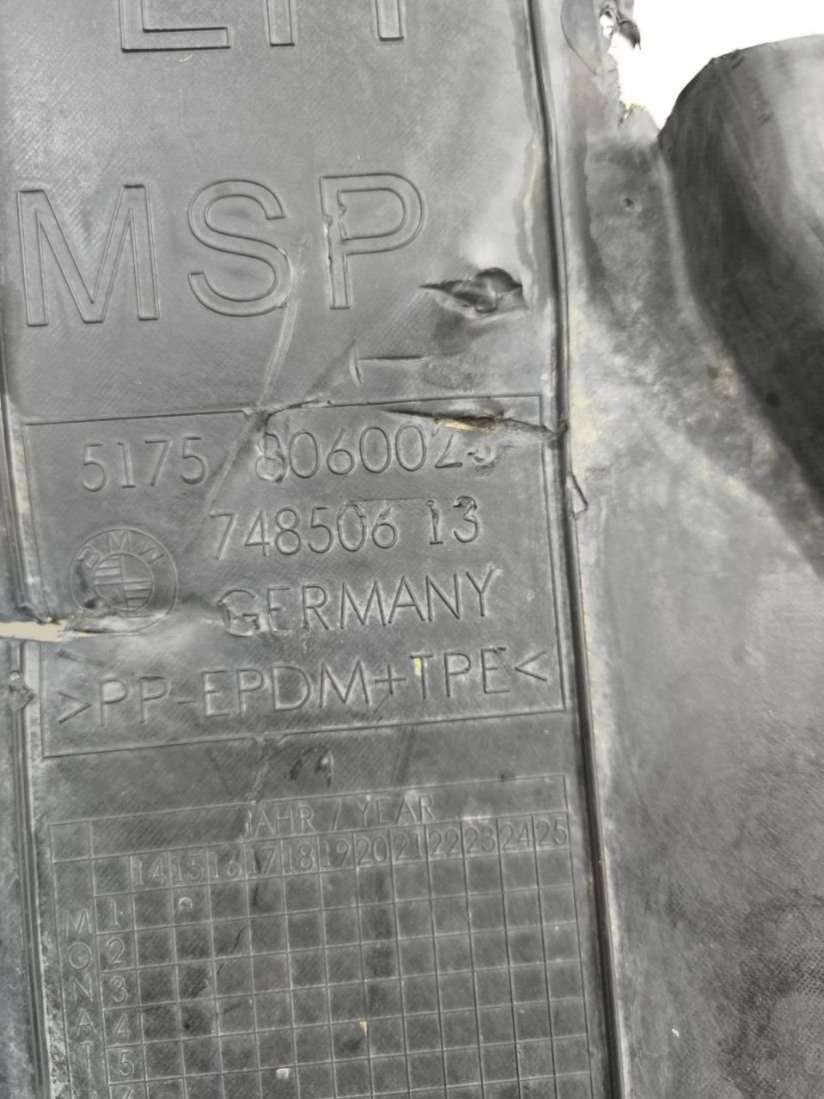 MSP
5175 8060025
BMW
748506 13
GERMANY
>PP-EPDM+TPE<
JAHR / YEAR
14 15 16 17 18 19 20 21 22 23 24 25
MONAT
1
2
3
4
5